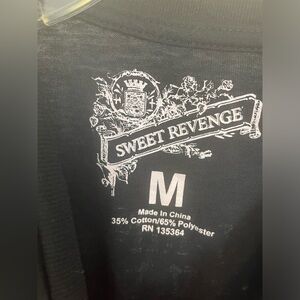 SWEET REVENGE
M
Made In China
35% Cotton/65% Polyester
RN 135364